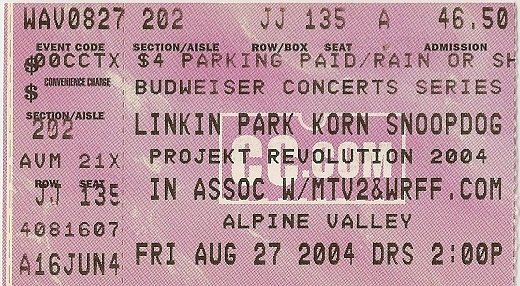 WAV0827 202 JJ 135 A 46.50
EVENT CODE SECTION/AISLE ROW/BOX SEAT ADMISSION
$00CCTX $4 PARKING PAID/RAIN OR SH
$ CONVENIENCE CHARGE BUDWEISER CONCERTS SERIES
SECTION/AISLE
202 LINKIN PARK KORN SNOOPDOG
CC.COM
AVM 21X PROJEKT REVOLUTION 2004
ROW SEAT
JJ 135 IN ASSOC W/MTV2&WRFF.COM
4081607 ALPINE VALLEY
A16JUN4 FRI AUG 27 2004 DRS 2:00P